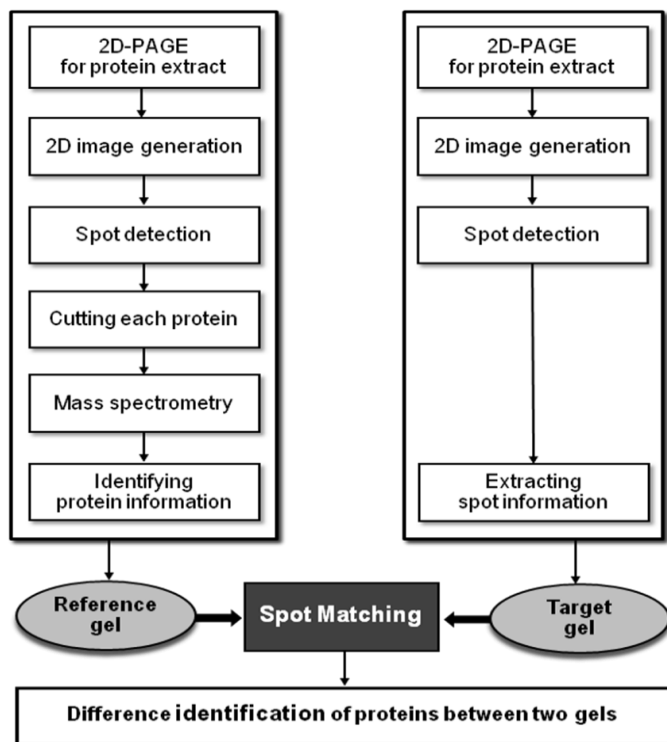 2D-PAGE
for protein extract
2D image generation
Spot detection
Cutting each protein
Mass spectrometry
Identifying
protein information
2D-PAGE
for protein extract
2D image generation
Spot detection
Extracting
spot information
Reference
gel
Spot Matching
Target
gel
Difference identification of proteins between two gels